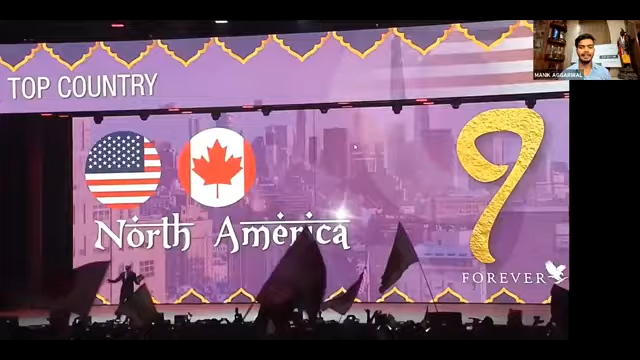 TOP COUNTRY
MANIK AGGARWAL
9
North America
FOREVER